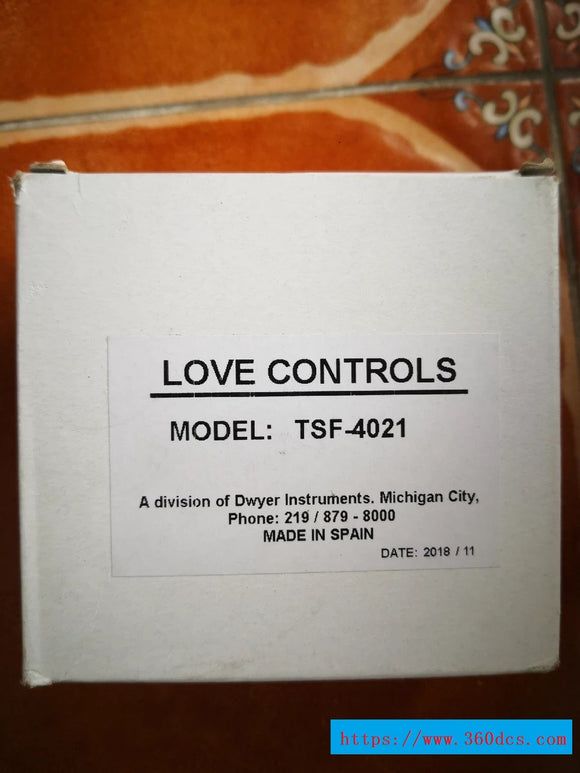 LOVE CONTROLS
MODEL: TSF-4021
A division of Dwyer Instruments. Michigan City,
Phone: 219 / 879 - 8000
MADE IN SPAIN
DATE: 2018 / 11
https://www.360dcs.com